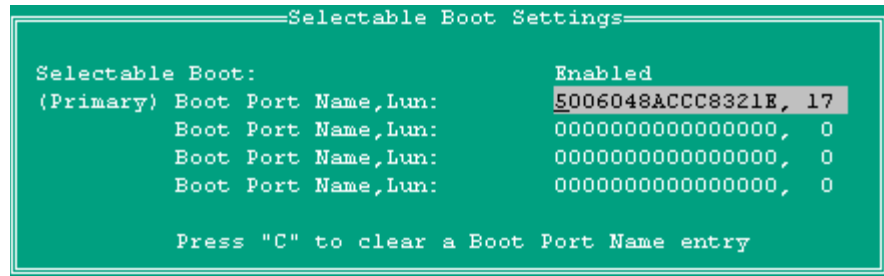 Selectable Boot Settings
Selectable Boot: Enabled
(Primary) Boot Port Name,Lun: 5006048ACCC8321E, 17
Boot Port Name,Lun: 0000000000000000, 0
Boot Port Name,Lun: 0000000000000000, 0
Boot Port Name,Lun: 0000000000000000, 0
Press "C" to clear a Boot Port Name entry